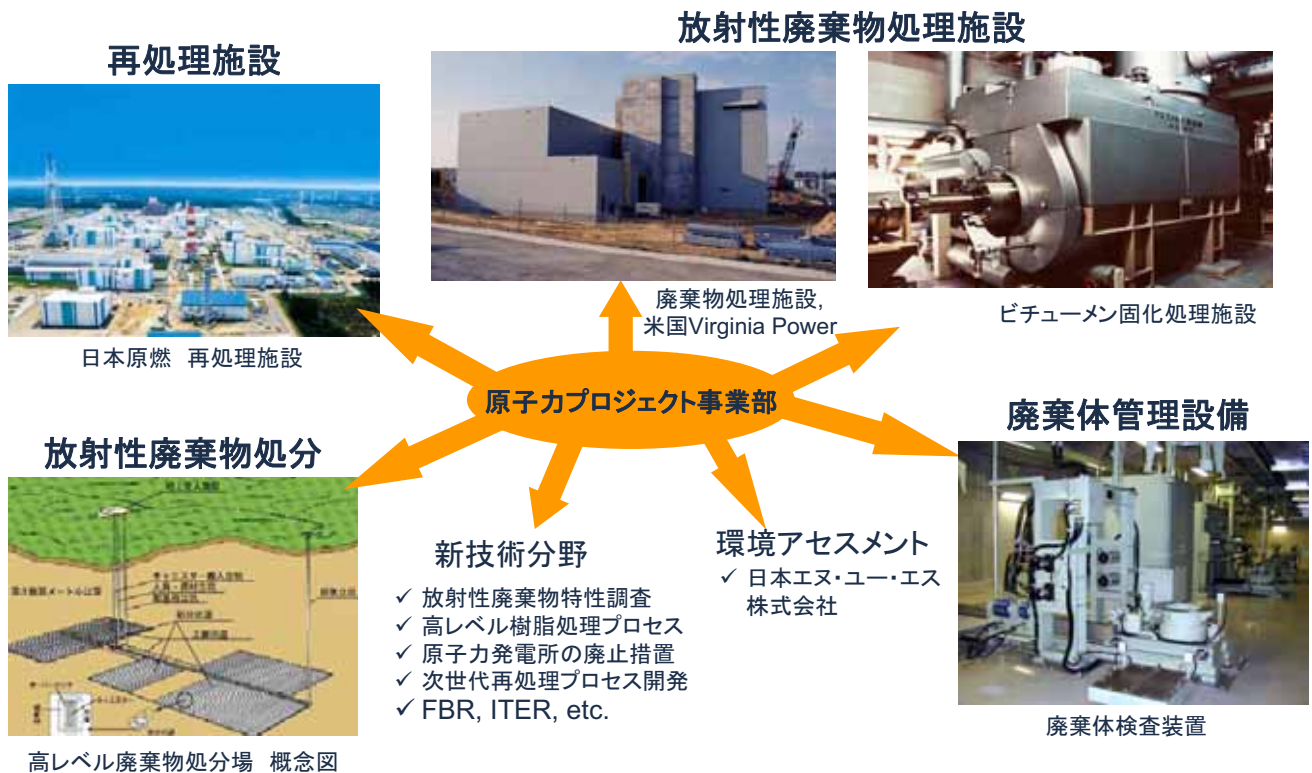 放射性廃棄物処理施設
再処理施設
廃棄物処理施設,
米国Virginia Power
ビチューメン固化処理施設
日本原燃 再処理施設
原子力プロジェクト事業部
廃棄体管理設備
放射性廃棄物処分
新技術分野
✓ 放射性廃棄物特性調査
✓ 高レベル樹脂処理プロセス
✓ 原子力発電所の廃止措置
✓ 次世代再処理プロセス開発
✓ FBR, ITER, etc.
環境アセスメント
✓ 日本エヌ・ユー・エス
株式会社
廃棄体検査装置
高レベル廃棄物処分場 概念図